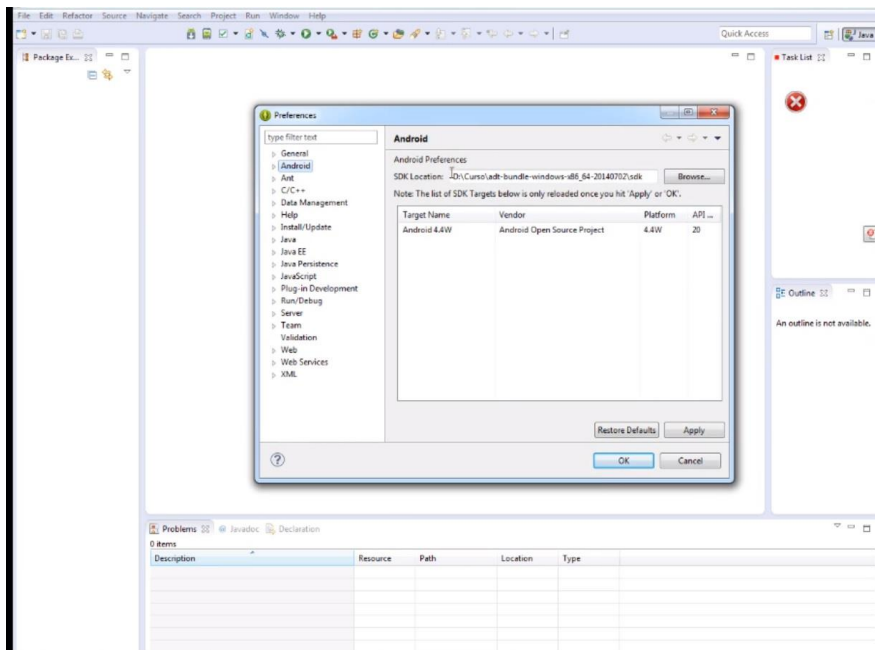 File Edit Refactor Source Navigate Search Project Run Window Help
Quick Access
Java
Package Ex...
Task List
Preferences
type filter text
General
Android
Ant
C/C++
Data Management
Help
Install/Update
Java
Java EE
Java Persistence
JavaScript
Plug-in Development
Run/Debug
Server
Team
Validation
Web
Web Services
XML
Android
Android Preferences
SDK Location: D:\Curso\adt-bundle-windows-x86_64-20140702\sdk Browse...
Note: The list of SDK Targets below is only reloaded once you hit 'Apply' or 'OK'.
Target Name Vendor Platform API ...
Android 4.4W Android Open Source Project 4.4W 20
Restore Defaults Apply
OK Cancel
Outline
An outline is not available.
Problems Javadoc Declaration
0 items
Description Resource Path Location Type